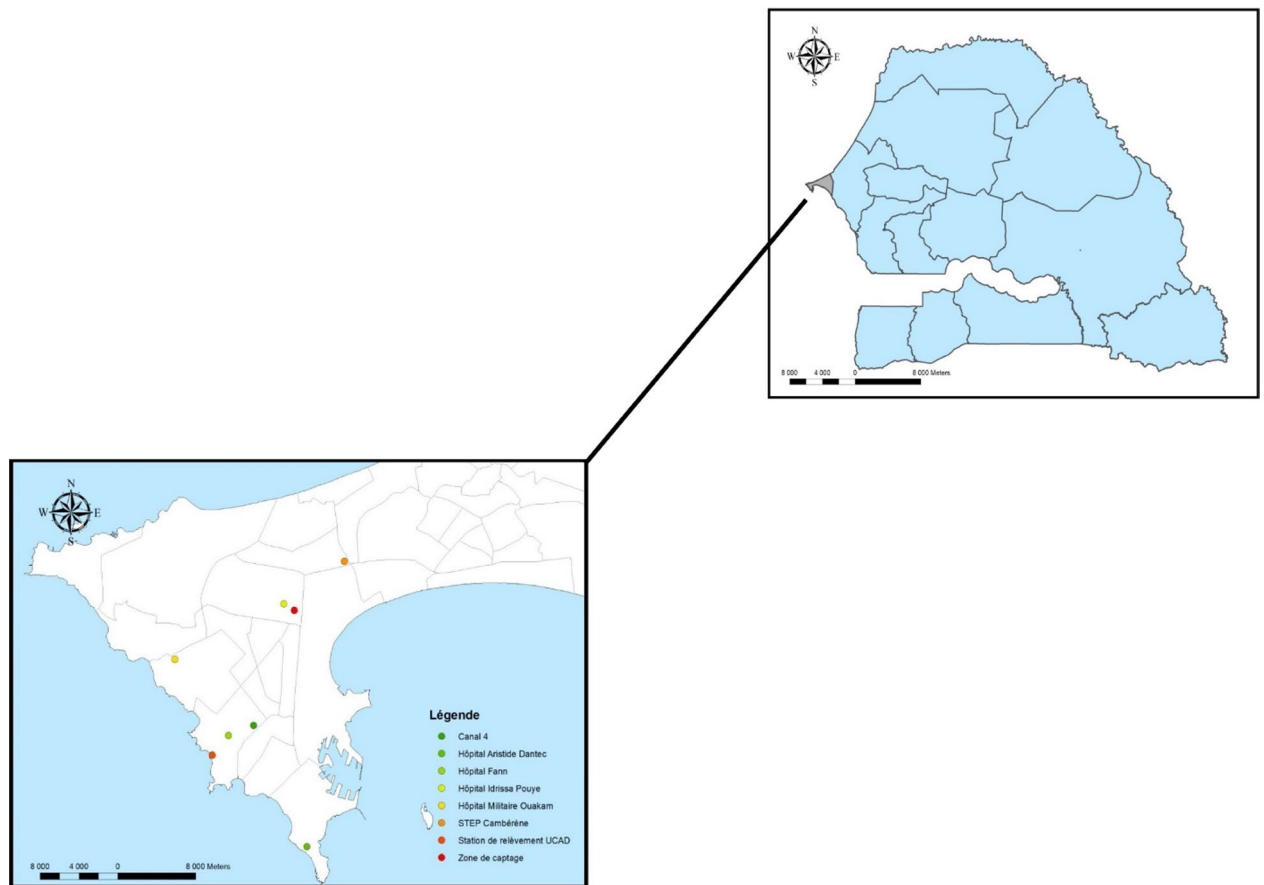 N
W E
S
8 000 4 000 0 8 000 Meters
N
W E
S
Légende
Canal 4
Hôpital Aristide Dantec
Hôpital Fann
Hôpital Idrissa Pouye
Hôpital Militaire Ouakam
STEP Cambérène
Station de relèvement UCAD
Zone de captage
8 000 4 000 0 8 000 Meters